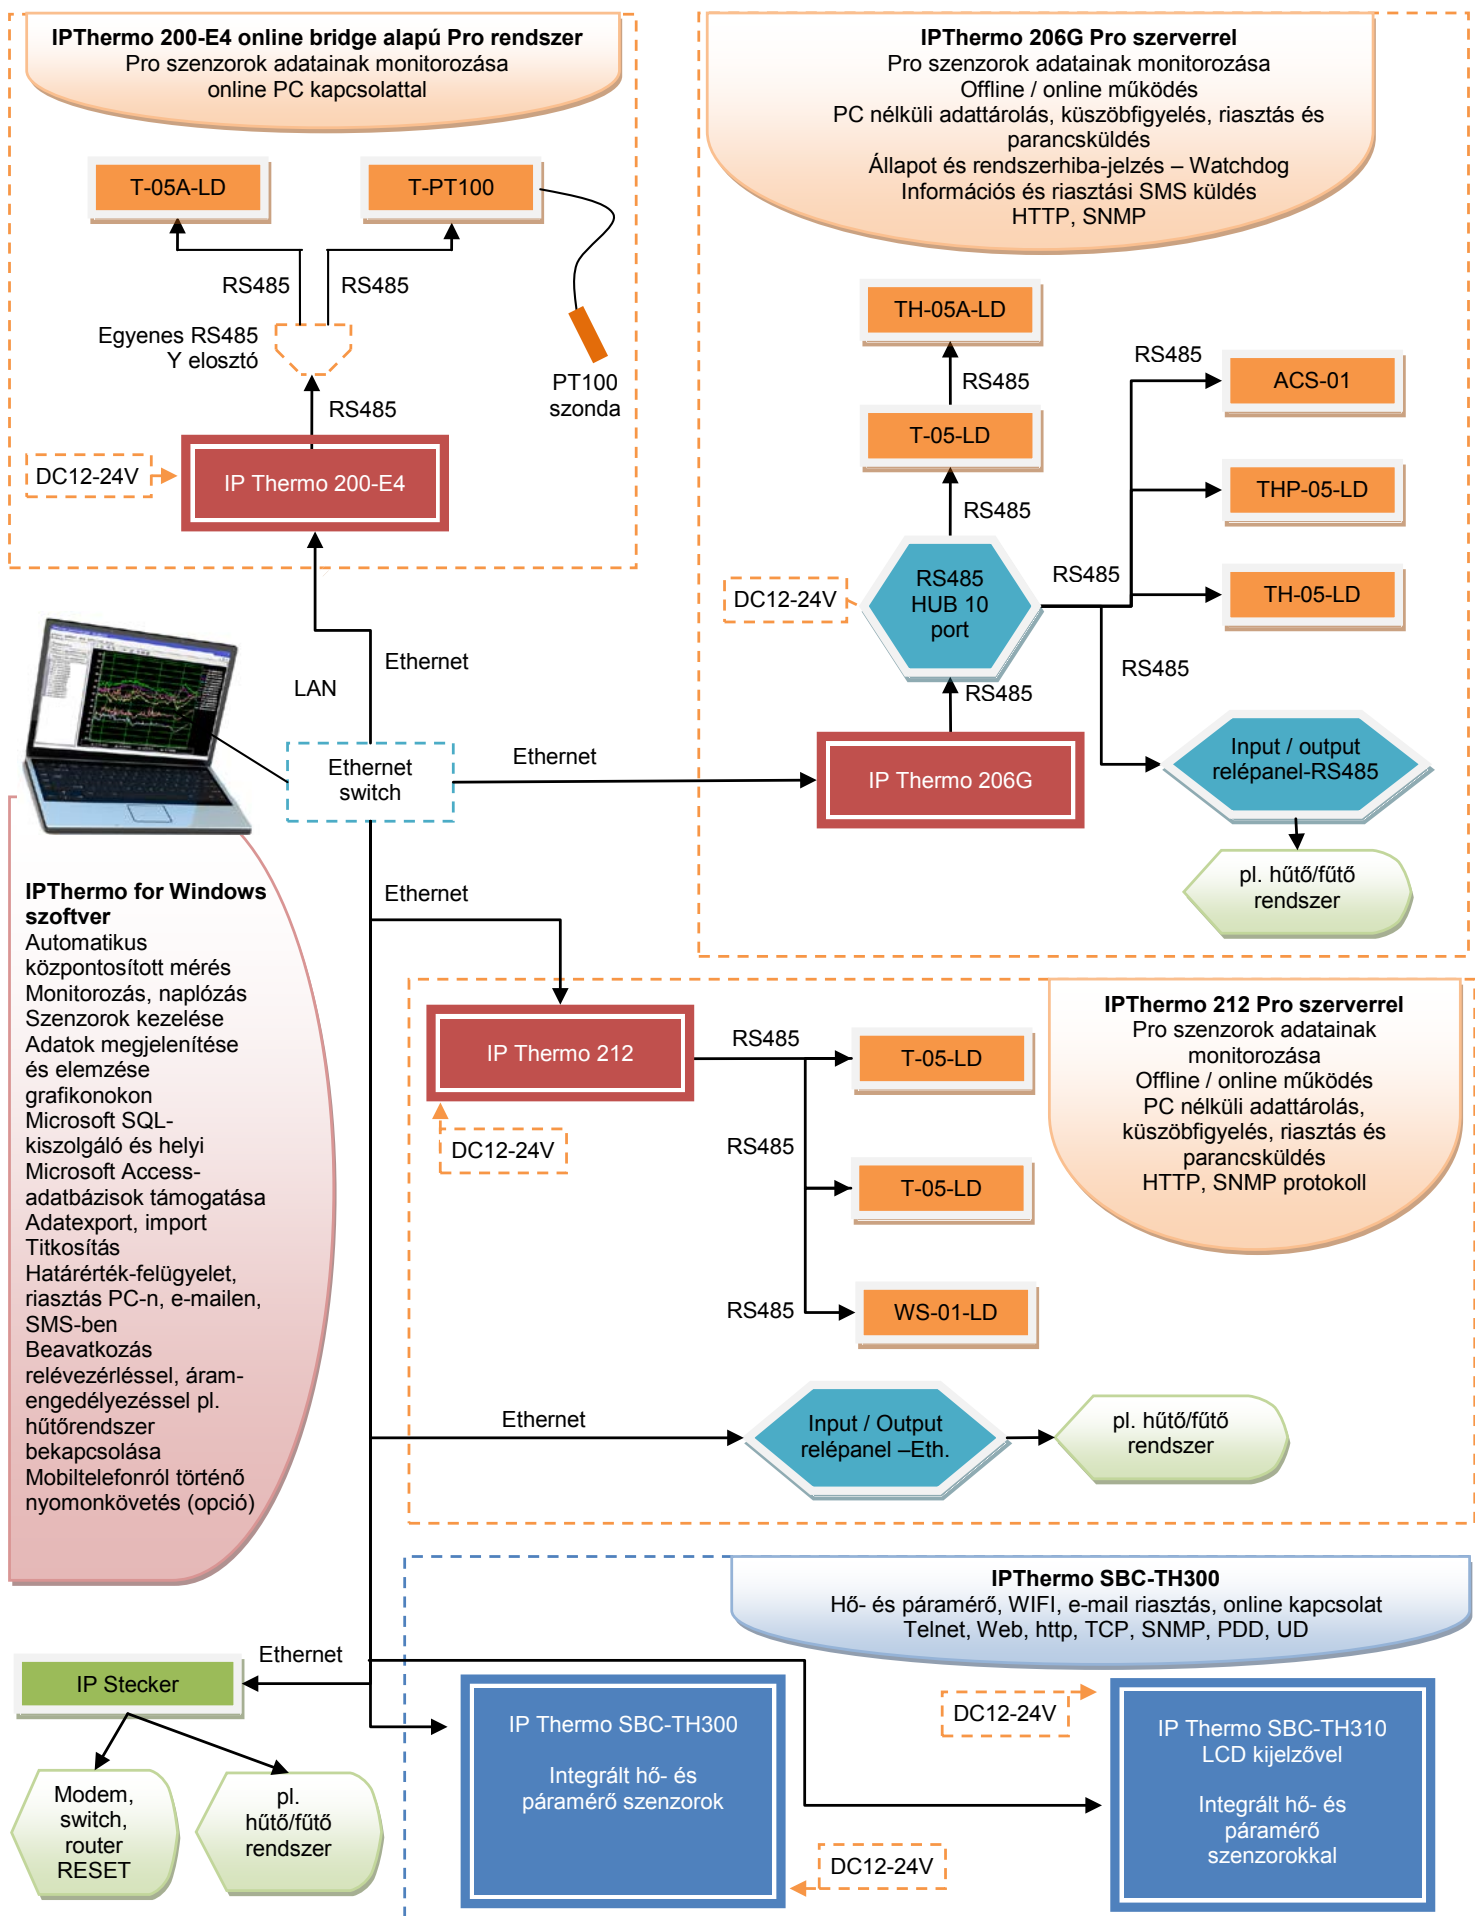 IPThermo 200-E4 online bridge alapú Pro rendszer
Pro szenzorok adatainak monitorozása
online PC kapcsolattal
T-05A-LD
T-PT100
RS485
RS485
Egyenes RS485
Y elosztó
PT100
szonda
RS485
DC12-24V
IP Thermo 200-E4
IPThermo 206G Pro szerverrel
Pro szenzorok adatainak monitorozása
Offline / online működés
PC nélküli adattárolás, küszöbfigyelés, riasztás és
parancsküldés
Állapot és rendszerhiba-jelzés – Watchdog
Információs és riasztási SMS küldés
HTTP, SNMP
TH-05A-LD
RS485
T-05-LD
RS485
RS485
ACS-01
THP-05-LD
RS485
TH-05-LD
DC12-24V
RS485
HUB 10
port
RS485
RS485
IP Thermo 206G
Input / output
relépanel-RS485
pl. hűtő/fűtő
rendszer
Ethernet
LAN
Ethernet
switch
Ethernet
Ethernet
IPThermo for Windows
szoftver
Automatikus
központosított mérés
Monitorozás, naplózás
Szenzorok kezelése
Adatok megjelenítése
és elemzése
grafikonokon
Microsoft SQL-
kiszolgáló és helyi
Microsoft Access-
adatbázisok támogatása
Adatexport, import
Titkosítás
Határérték-felügyelet,
riasztás PC-n, e-mailen,
SMS-ben
Beavatkozás
relévezérléssel, áram-
engedélyezéssel pl.
hűtőrendszer
bekapcsolása
Mobiltelefonról történő
nyomonkövetés (opció)
IP Thermo 212
DC12-24V
RS485
T-05-LD
RS485
T-05-LD
RS485
WS-01-LD
IPThermo 212 Pro szerverrel
Pro szenzorok adatainak
monitorozása
Offline / online működés
PC nélküli adattárolás,
küszöbfigyelés, riasztás és
parancsküldés
HTTP, SNMP protokoll
Ethernet
Input / Output
relépanel –Eth.
pl. hűtő/fűtő
rendszer
IPThermo SBC-TH300
Hő- és páramérő, WIFI, e-mail riasztás, online kapcsolat
Telnet, Web, http, TCP, SNMP, PDD, UD
Ethernet
IP Stecker
Modem,
switch,
router
RESET
pl.
hűtő/fűtő
rendszer
IP Thermo SBC-TH300
Integrált hő- és
páramérő szenzorok
DC12-24V
DC12-24V
IP Thermo SBC-TH310
LCD kijelzővel
Integrált hő- és
páramérő
szenzorokkal